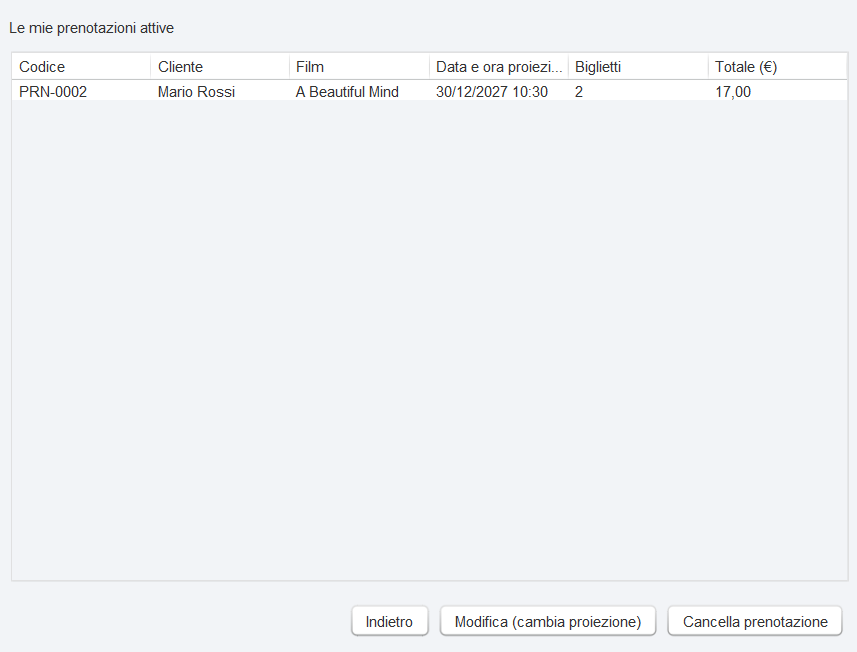 Le mie prenotazioni attive
Codice Cliente Film Data e ora proiezi... Biglietti Totale (€)
PRN-0002 Mario Rossi A Beautiful Mind 30/12/2027 10:30 2 17,00
Indietro Modifica (cambia proiezione) Cancella prenotazione